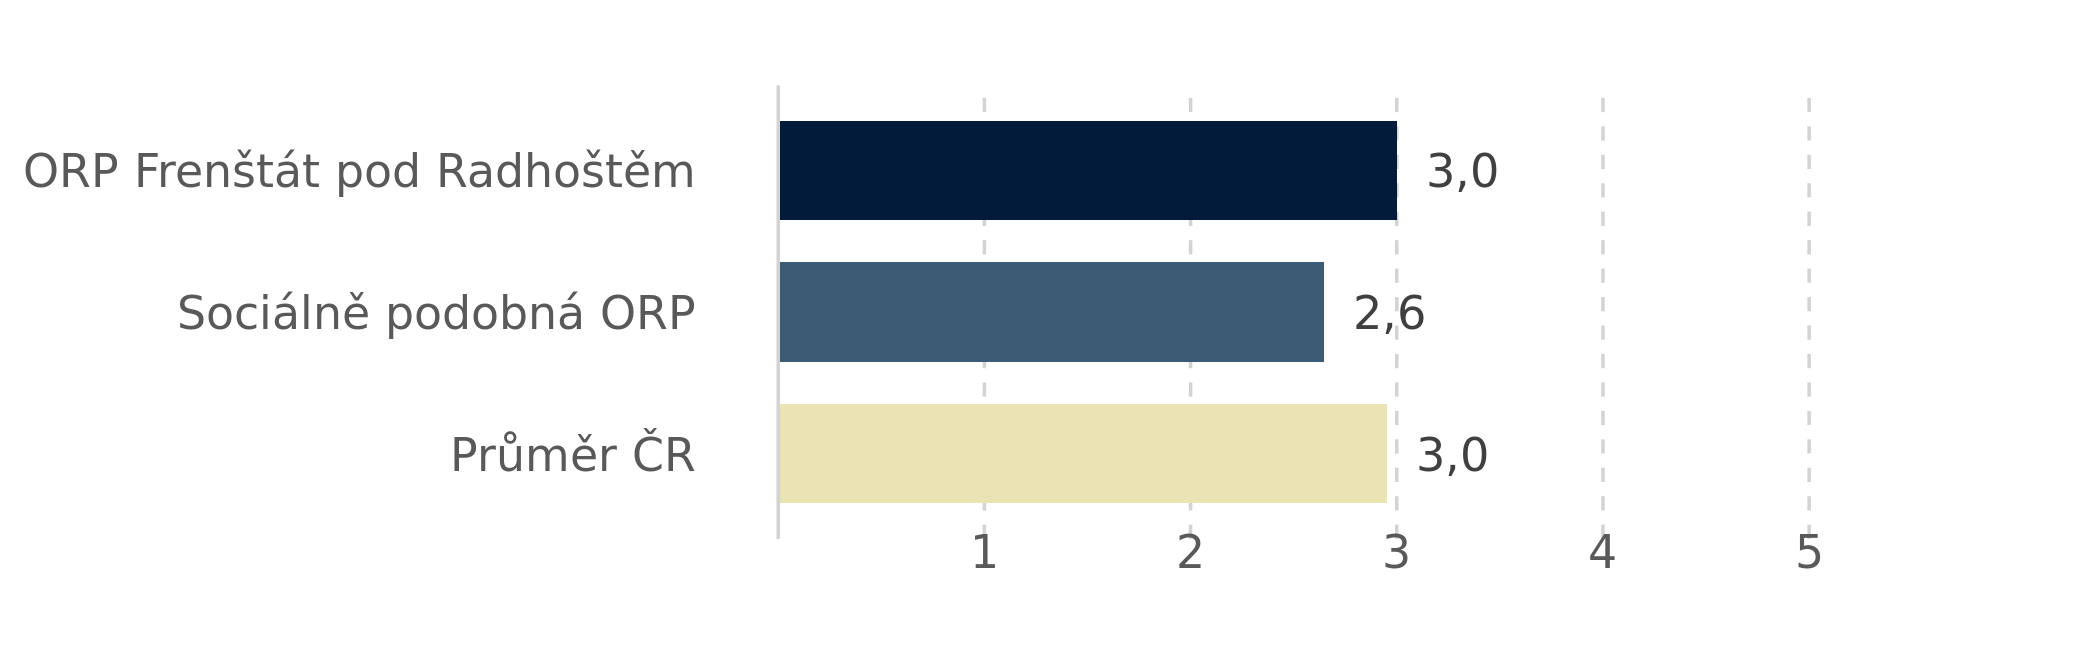 ORP Frenštát pod Radhoštěm 3,0
Sociálně podobná ORP 2,6
Průměr ČR 3,0
1 2 3 4 5